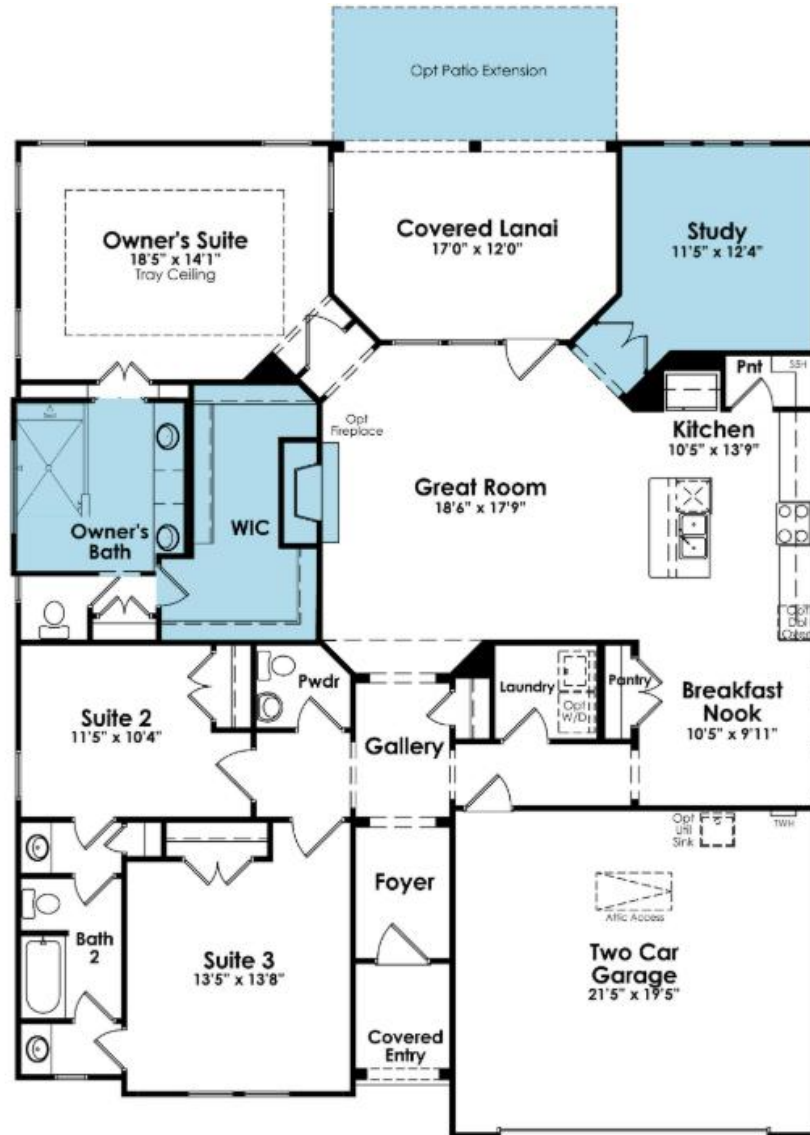 Opt Patio Extension
Owner's Suite
18'5" x 14'1"
Tray Ceiling
Covered Lanai
17'0" x 12'0"
Study
11'5" x 12'4"
Pnt
Opt
Fireplace
Kitchen
10'5" x 13'9"
Great Room
18'6" x 17'9"
Owner's
Bath
WIC
Opt
Dbl
Suite 2
11'5" x 10'4"
Pwdr
Gallery
Laundry
Opt
W/D
Pantry
Breakfast
Nook
10'5" x 9'11"
Opt
Util
Sink
TWH
Attic Access
Foyer
Bath
2
Suite 3
13'5" x 13'8"
Two Car
Garage
21'5" x 19'5"
Covered
Entry